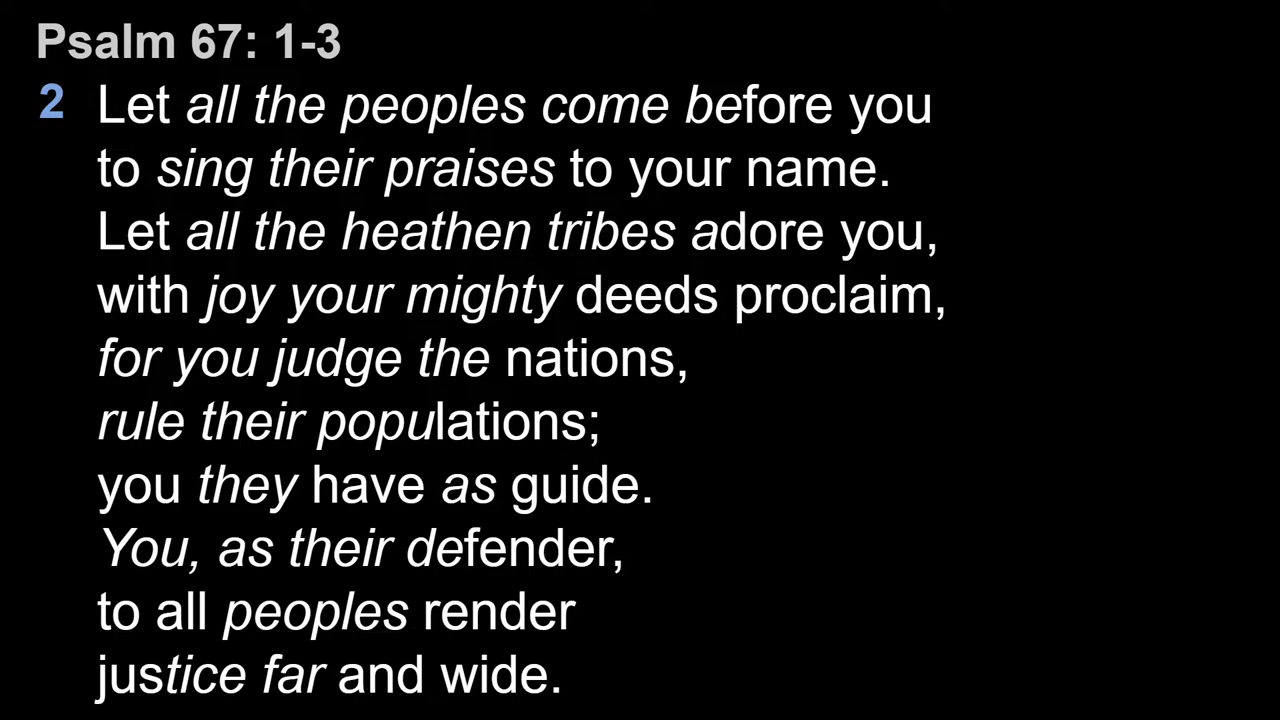 Psalm 67: 1-3
2 Let all the peoples come before you
to sing their praises to your name.
Let all the heathen tribes adore you,
with joy your mighty deeds proclaim,
for you judge the nations,
rule their populations;
you they have as guide.
You, as their defender,
to all peoples render
justice far and wide.